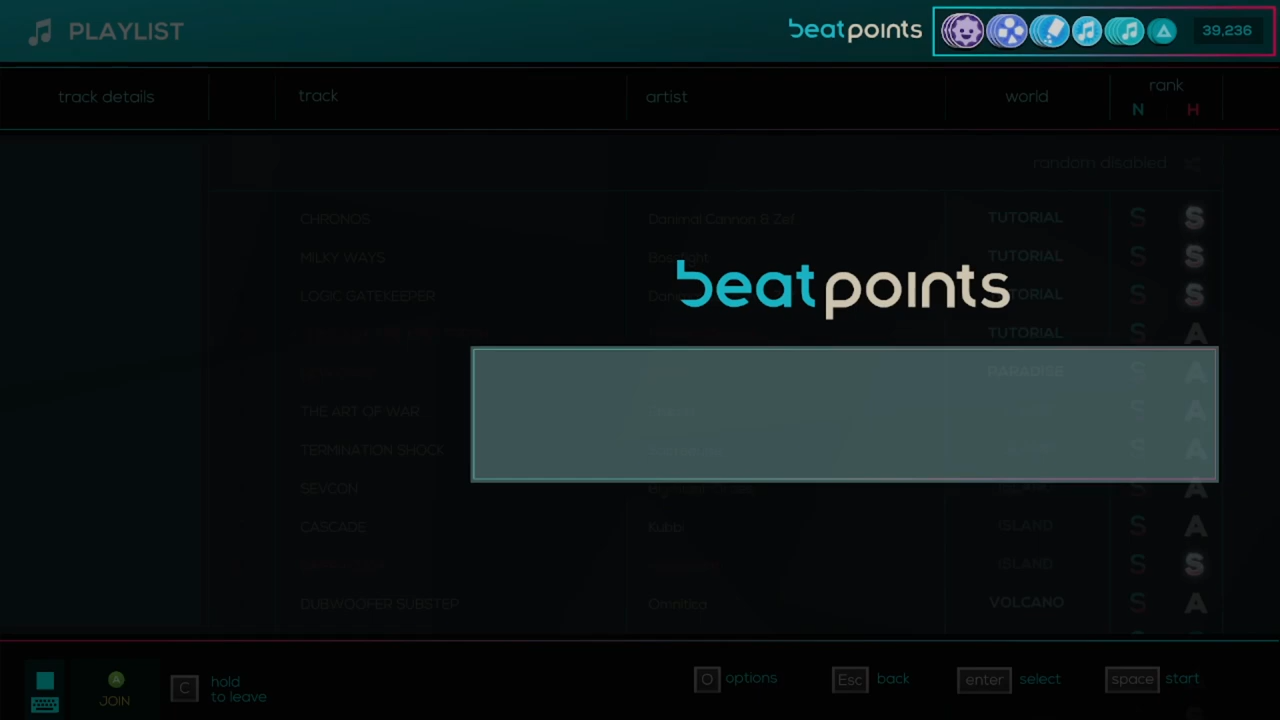 PLAYLIST
beatpoints
39,236
track details
track
artist
world
rank
N H
random disabled
CHRONOS Danimal Cannon & Zef TUTORIAL S S
MILKY WAYS Bossfight TUTORIAL S S
beatpoints
LOGIC GATEKEEPER TORIAL S S
TUTORIAL S A
PARADISE S A
THE ART OF WAR S A
TERMINATION SHOCK S A
SEVCON S A
CASCADE Kubbi ISLAND S A
ISLAND S S
DUBWOOFER SUBSTEP Omnitica VOLCANO S A
A
JOIN
C hold
to leave
O options
Esc back
enter select
space start